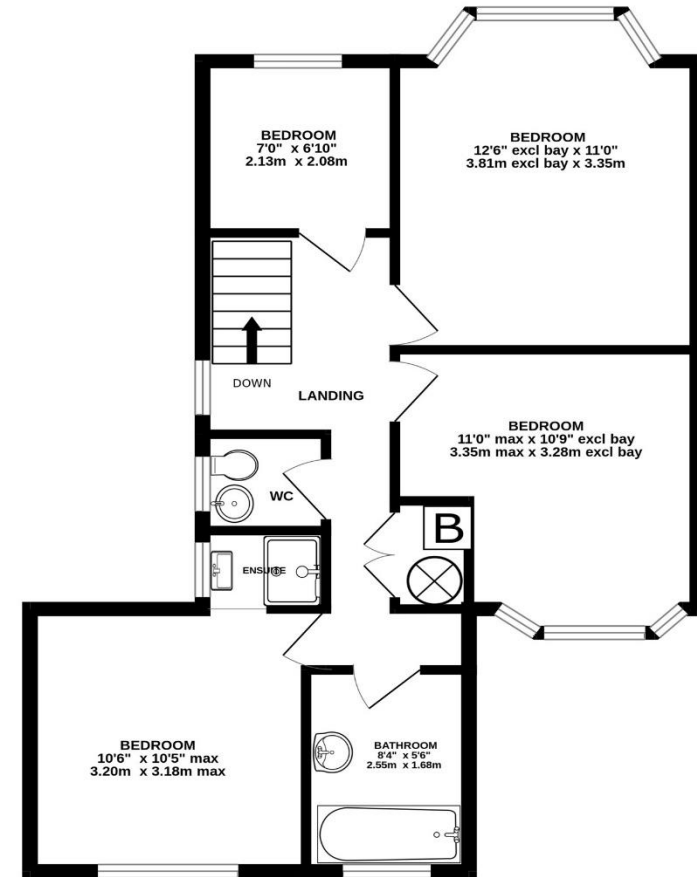 BEDROOM
7'0" x 6'10"
2.13m x 2.08m
BEDROOM
12'6" excl bay x 11'0"
3.81m excl bay x 3.35m
DOWN
LANDING
BEDROOM
11'0" max x 10'9" excl bay
3.35m max x 3.28m excl bay
WC
B
ENSUITE
BEDROOM
10'6" x 10'5" max
3.20m x 3.18m max
BATHROOM
8'4" x 5'6"
2.55m x 1.68m